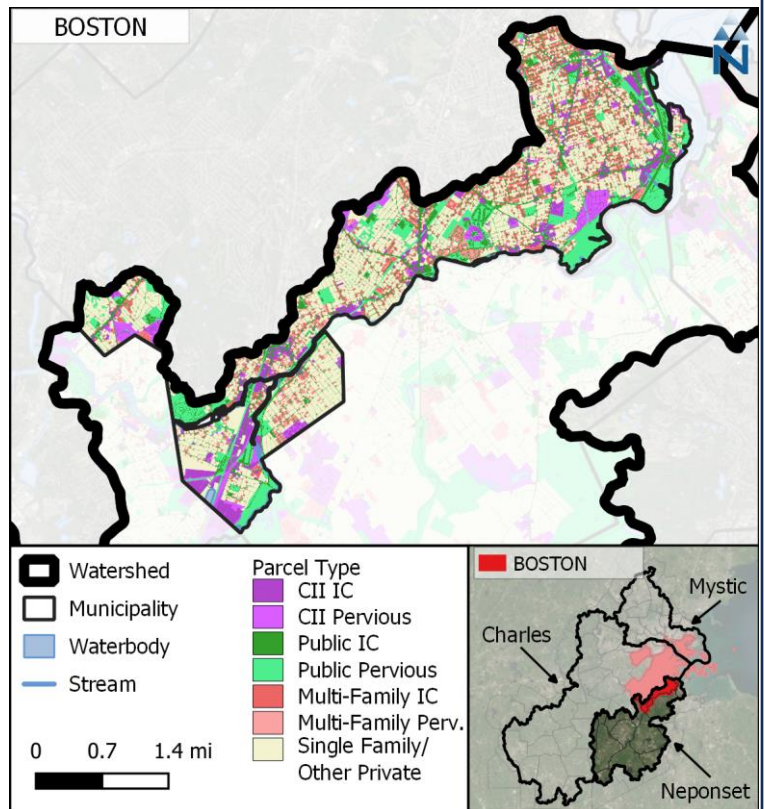 BOSTON
N
Watershed
Municipality
Waterbody
Stream
0 0.7 1.4 mi
Parcel Type
CII IC
CII Pervious
Public IC
Public Pervious
Multi-Family IC
Multi-Family Perv.
Single Family/
Other Private
BOSTON
Mystic
Charles
Neponset